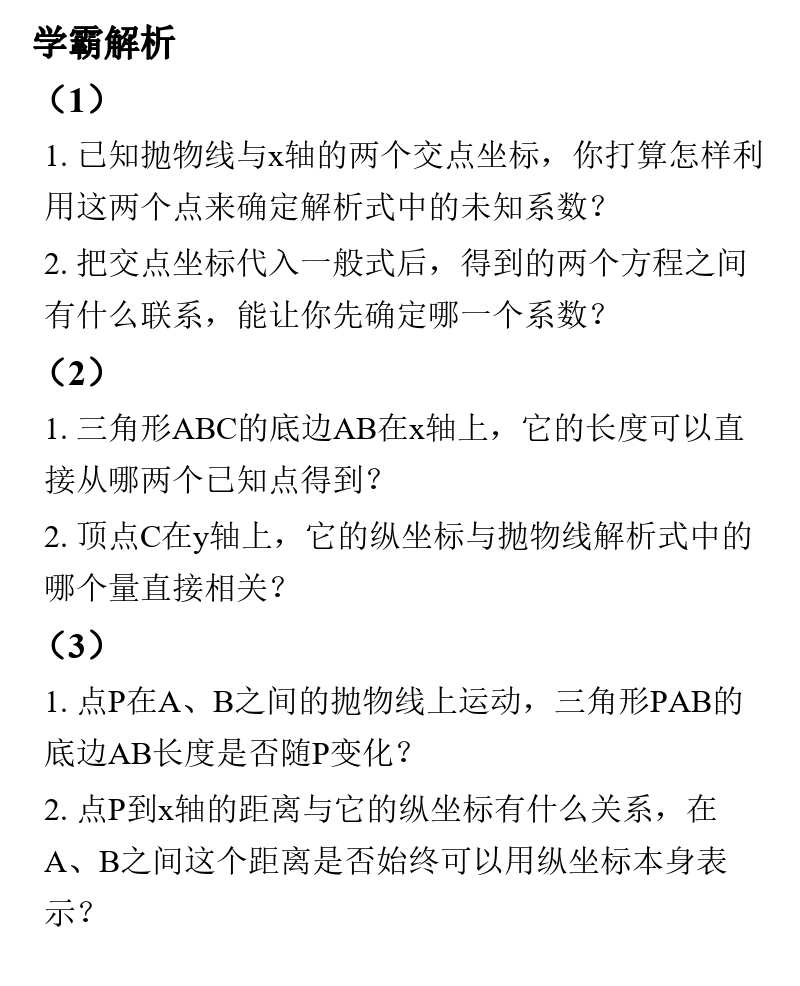 学霸解析
（1）
1. 已知抛物线与x轴的两个交点坐标，你打算怎样利
用这两个点来确定解析式中的未知系数？
2. 把交点坐标代入一般式后，得到的两个方程之间
有什么联系，能让你先确定哪一个系数？
（2）
1. 三角形ABC的底边AB在x轴上，它的长度可以直
接从哪两个已知点得到？
2. 顶点C在y轴上，它的纵坐标与抛物线解析式中的
哪个量直接相关？
（3）
1. 点P在A、B之间的抛物线上运动，三角形PAB的
底边AB长度是否随P变化？
2. 点P到x轴的距离与它的纵坐标有什么关系，在
A、B之间这个距离是否始终可以用纵坐标本身表
示？